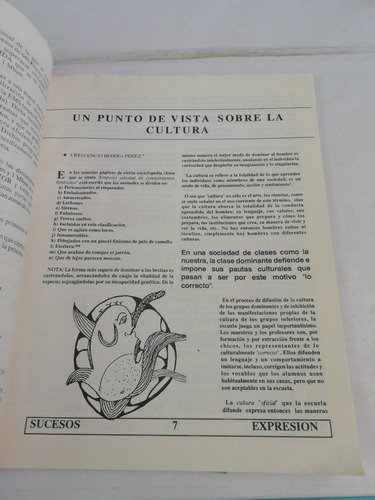 UN PUNTO DE VISTA SOBRE LA
CULTURA
* CRESCENCIO IBARRA PEREZ*
En las remotas páginas de cierta enciclopedia china
que se titula "Emporio celestial de conocimientos
benévolos" está escrito que los animales se dividen en:
a) Pertenecientes al emperador.
b) Embalsamados.
c) Amaestrados.
d) Lechones.
e) Sirenas.
f) Fabulosos.
g) Perros sueltos.
h) Incluidos en esta clasificación.
i) Que se agitan como locos.
j) Innumerables.
k) Dibujados con un pincel finísimo de pelo de camello.
l) Etcétera.**
m) Que acaban de romper el jarrón.
n) Que de lejos parecen moscas.
NOTA: La forma más segura de dominar a las bestias es
castrándolas, arrancándoles de cuajo la vitalidad de la
especie; sojuzgándolas por su incapacidad genética. De la
misma manera el mejor modo de dominar al hombre es
castrándolo intelectualmente, anulando en el individuo la
curiosidad que despierta su imaginación y lo singulariza.
"La cultura se refiere a la totalidad de lo que aprenden
los individuos como miembros de una sociedad; es un
modo de vida, de pensamiento, acción y sentimiento".
O sea que "cultura" no sólo es el arte, las ciencias, como
se suele señalar en el uso corriente de este término, sino
que la cultura abarca la totalidad de la conducta
aprendida del hombre: su lenguaje, sus valores, sus
costumbres, los alimentos que prepara y cómo los
prepara, las instituciones que crea, su manera de vivir y
ver la vida, etc. No hay entonces hombres cultos ni
incultos, simplemente hay hombres con diferentes
culturas.
En una sociedad de clases como la
nuestra, la clase dominante defiende e
impone sus pautas culturales que
pasan a ser por este motivo "lo
correcto".
En el proceso de difusión de la cultura
de los grupos dominantes y de inhibición
de las manifestaciones propias de la
cultura de los grupos inferiores, la
escuela juega un papel importantísimo.
Los maestros y los profesores son, por
formación y por extracción frente a los
chicos, los representantes de lo
culturalmente "correcto". Ellos difunden
un lenguaje y un comportamiento a
imitarse, incluso, corrigen las actitudes y
los vocablos que los alumnos usan
habitualmente en sus casas, pero que no
son aceptables en la escuela.
La cultura "oficial" que la escuela
difunde expresa entonces las maneras
SUCESOS 7 EXPRESION